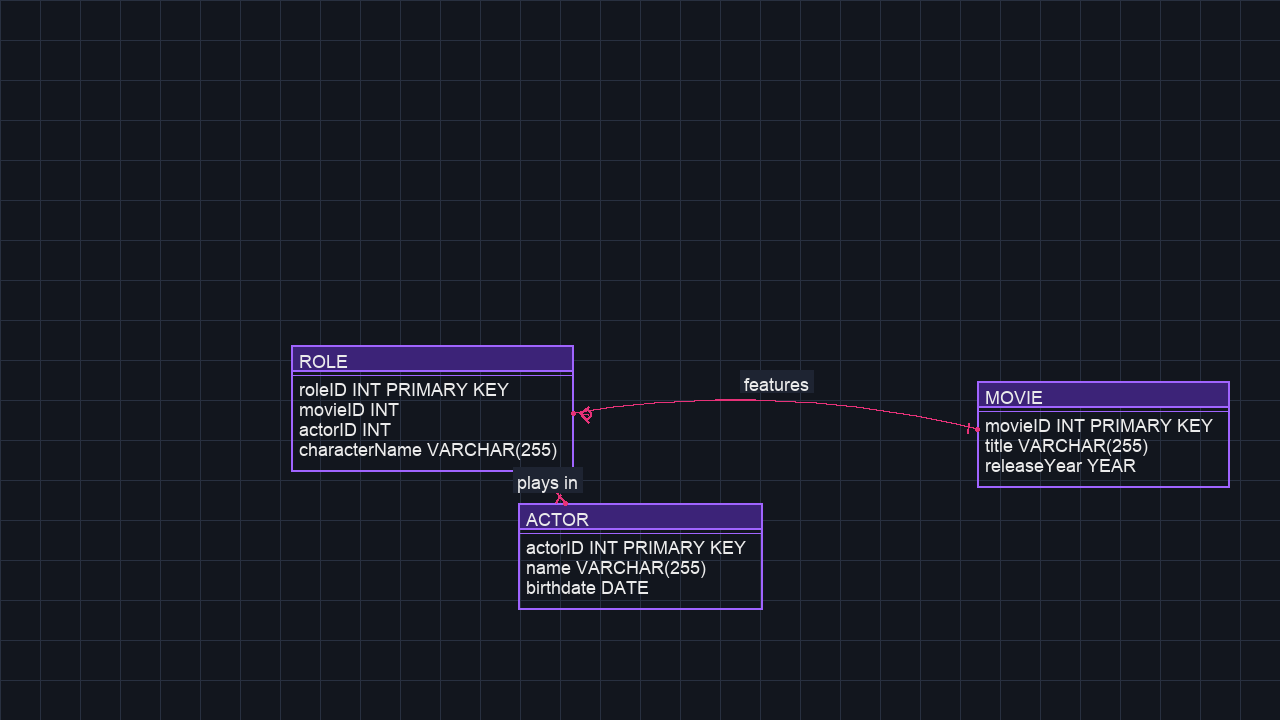 ROLE
roleID INT PRIMARY KEY
movieID INT
actorID INT
characterName VARCHAR(255)
features
MOVIE
movieID INT PRIMARY KEY
title VARCHAR(255)
releaseYear YEAR
plays in
ACTOR
actorID INT PRIMARY KEY
name VARCHAR(255)
birthdate DATE